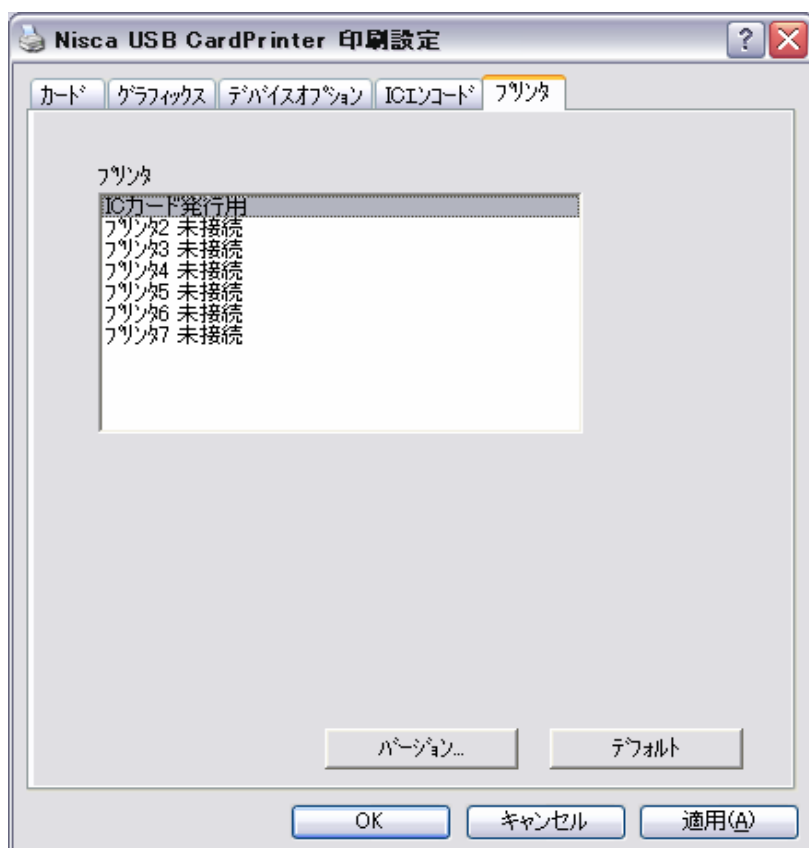 Nisca USB CardPrinter 印刷設定
カード グラフィックス デバイスオプション ICエンコード プリンタ
プリンタ
ICカード発行用
プリンタ2 未接続
プリンタ3 未接続
プリンタ4 未接続
プリンタ5 未接続
プリンタ6 未接続
プリンタ7 未接続
バージョン... デフォルト
OK キャンセル 適用(A)